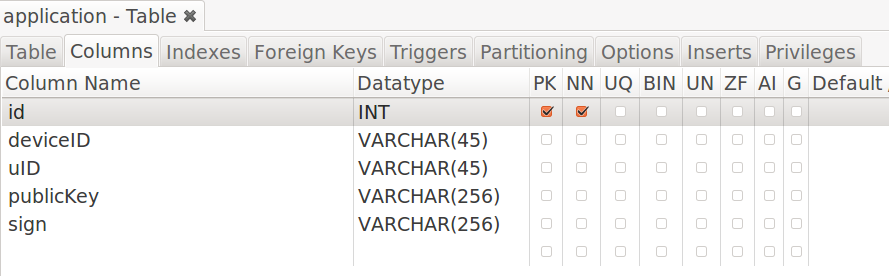 application - Table ✖
Table Columns Indexes Foreign Keys Triggers Partitioning Options Inserts Privileges
Column Name Datatype PK NN UQ BIN UN ZF AI G Default
id INT
deviceID VARCHAR(45)
uID VARCHAR(45)
publicKey VARCHAR(256)
sign VARCHAR(256)